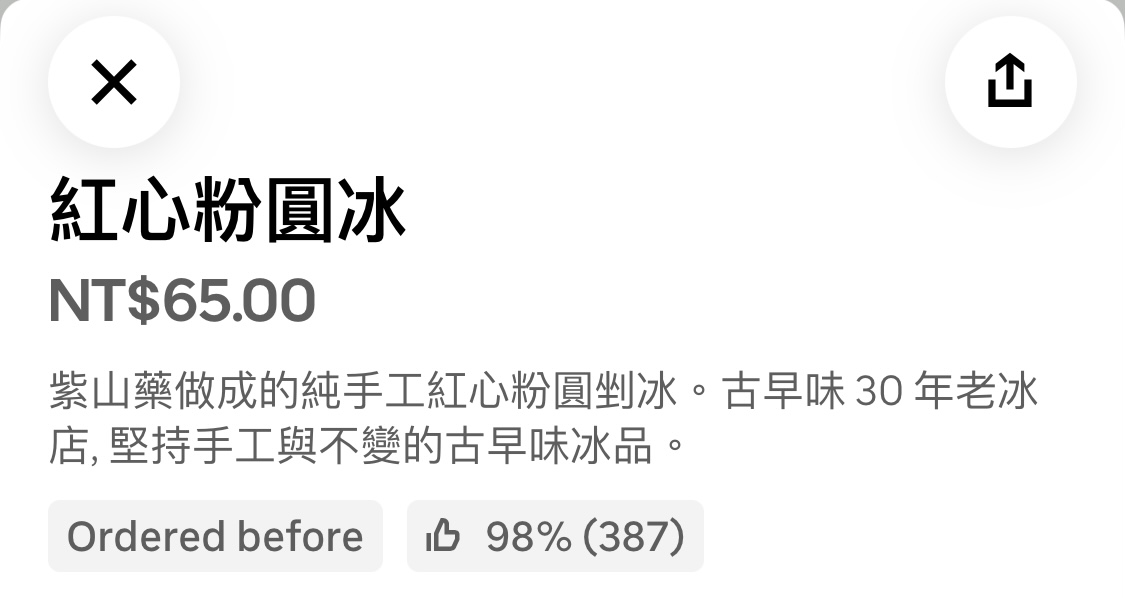 紅心粉圓冰
NT$65.00
紫山藥做成的純手工紅心粉圓剉冰。古早味 30 年老冰
店, 堅持手工與不變的古早味冰品。
Ordered before
98% (387)